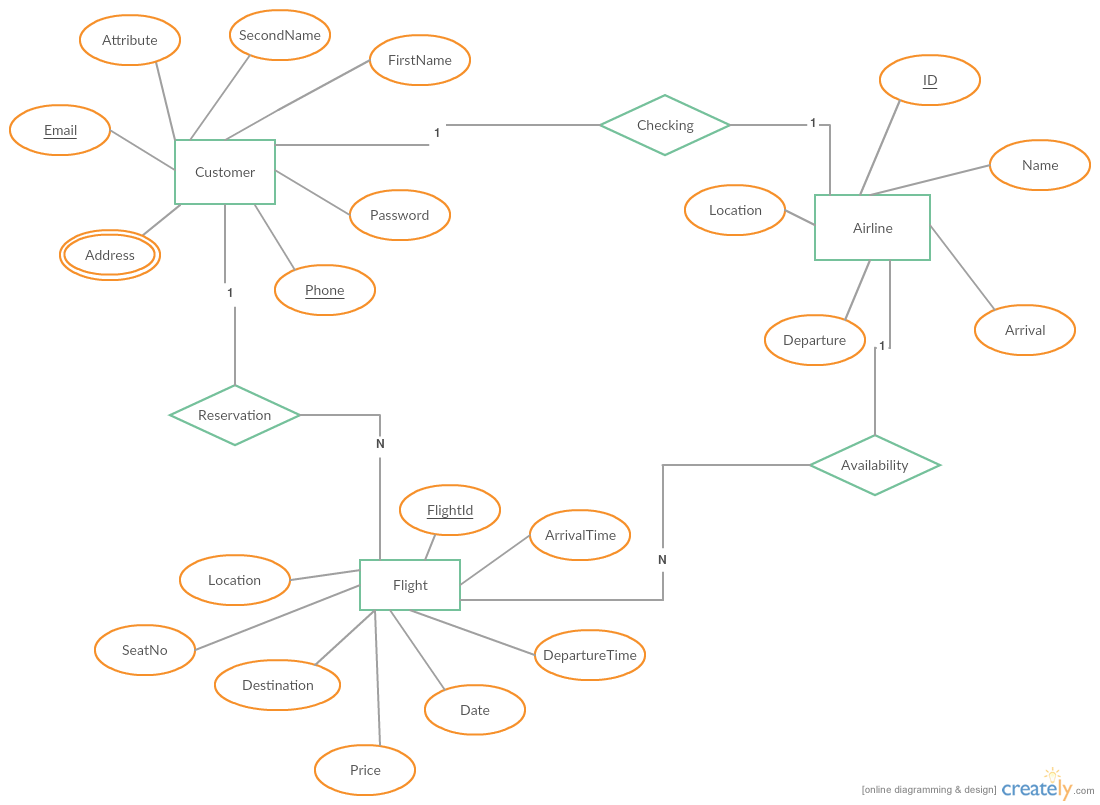 Attribute
SecondName
FirstName
ID
Email
1
Checking
1
Name
Customer
Location
Password
Airline
Address
Phone
1
Departure
Arrival
1
Reservation
N
Availability
FlightId
ArrivalTime
N
Location
Flight
SeatNo
DepartureTime
Destination
Date
Price
[online diagramming & design] creately.com